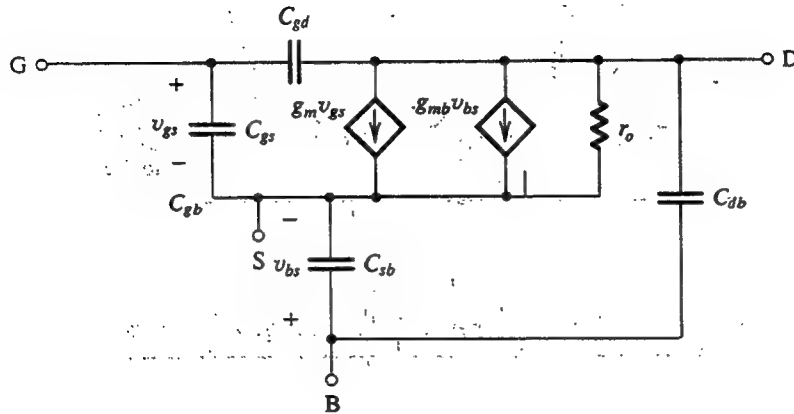 C_gd
G
D
+
g_m v_gs
g_mb v_bs
v_gs
C_gs
r_o
−
C_gb
−
C_db
S
v_bs
C_sb
+
B